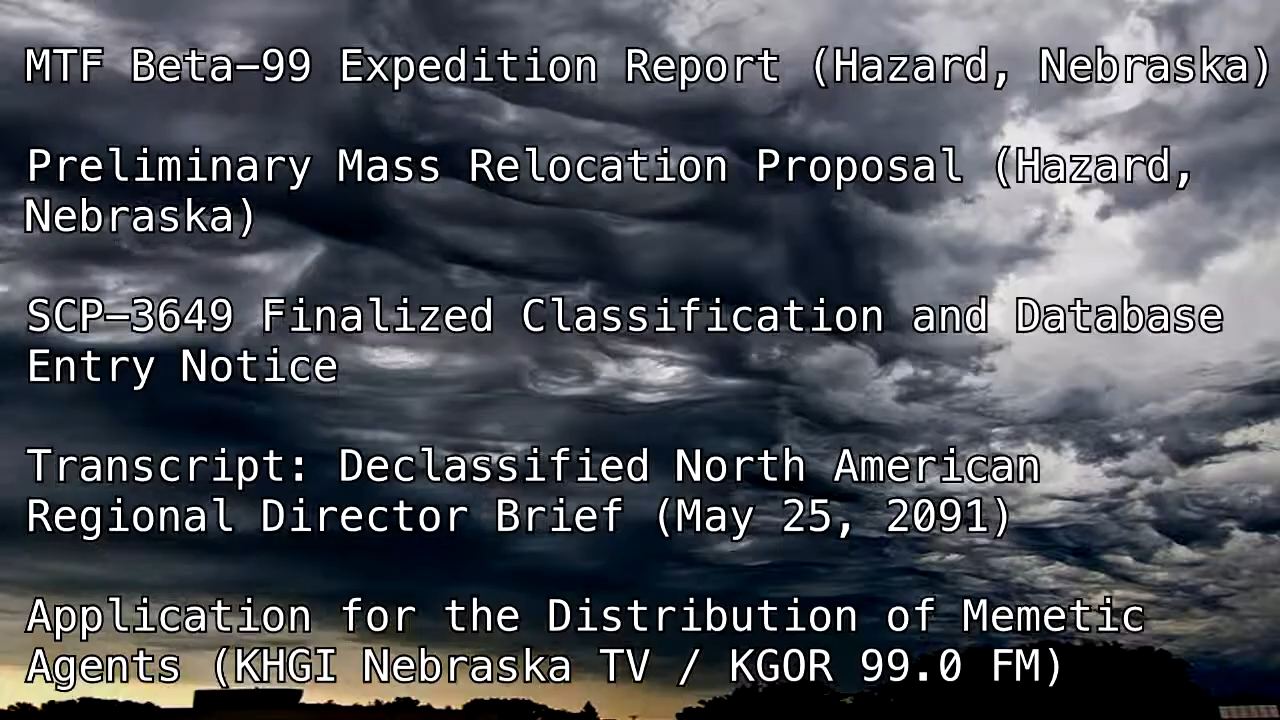 MTF Beta-99 Expedition Report (Hazard, Nebraska)
Preliminary Mass Relocation Proposal (Hazard,
Nebraska)
SCP-3649 Finalized Classification and Database
Entry Notice
Transcript: Declassified North American
Regional Director Brief (May 25, 2091)
Application for the Distribution of Memetic
Agents (KHGI Nebraska TV / KGOR 99.0 FM)